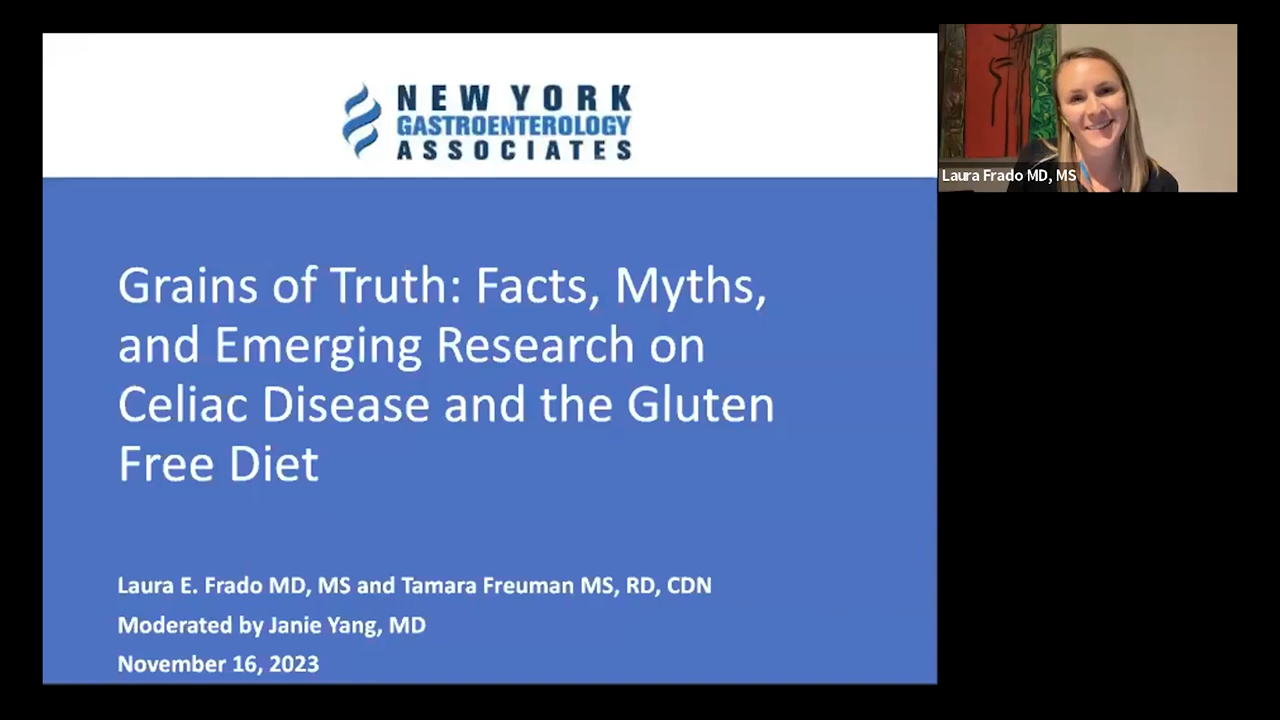 NEW YORK
GASTROENTEROLOGY
ASSOCIATES
Laura Frado MD, MS
Grains of Truth: Facts, Myths,
and Emerging Research on
Celiac Disease and the Gluten
Free Diet
Laura E. Frado MD, MS and Tamara Freuman MS, RD, CDN
Moderated by Janie Yang, MD
November 16, 2023